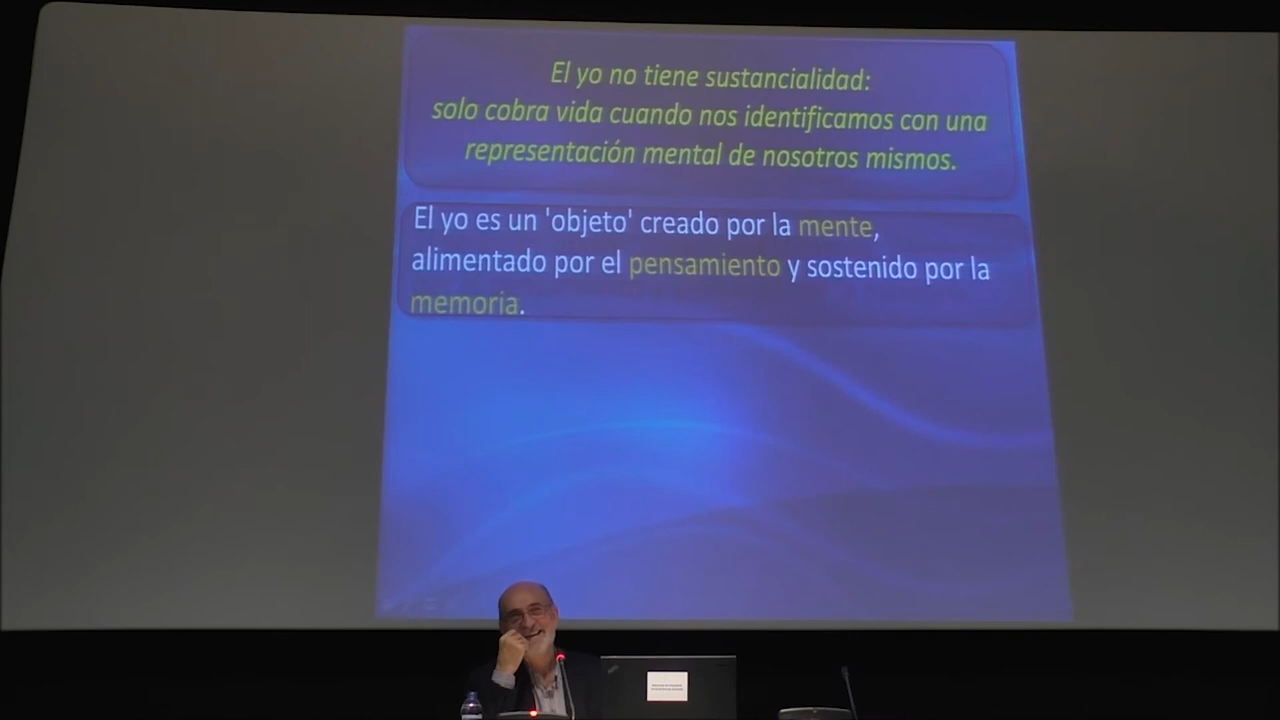 El yo no tiene sustancialidad:
solo cobra vida cuando nos identificamos con una
representación mental de nosotros mismos.
El yo es un 'objeto' creado por la mente,
alimentado por el pensamiento y sostenido por la
memoria.